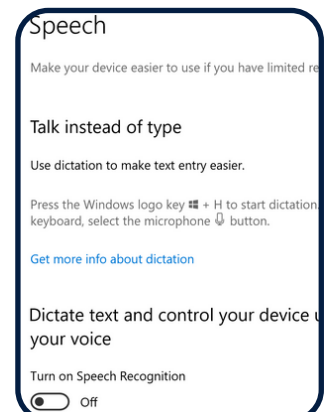 Speech
Make your device easier to use if you have limited
Talk instead of type
Use dictation to make text entry easier.
Press the Windows logo key + H to start dictation.
keyboard, select the microphone button.
Get more info about dictation
Dictate text and control your device
your voice
Turn on Speech Recognition
Off